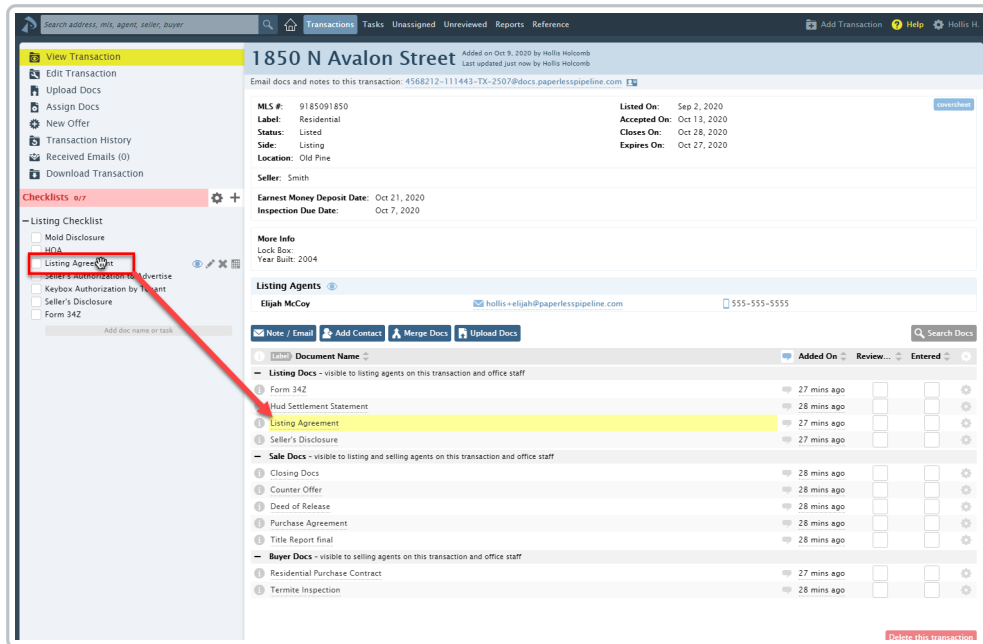 Search address, mls, agent, seller, buyer
Transactions Tasks Unassigned Unreviewed Reports Reference
Add Transaction Help Hollis H.
View Transaction
Edit Transaction
Upload Docs
Assign Docs
New Offer
Transaction History
Received Emails (0)
Download Transaction
Checklists 0/7
Listing Checklist
Mold Disclosure
HOA
Listing Agreement
Seller's Authorization to Advertise
Keybox Authorization by Tenant
Seller's Disclosure
Form 34Z
Add doc name or task
1850 N Avalon Street
Added on Oct 9, 2020 by Hollis Holcomb
Last updated just now by Hollis Holcomb
Email docs and notes to this transaction: 4568212-111443-TX-2507@docs.paperlesspipeline.com
coversheet
MLS #: 9185091850
Label: Residential
Status: Listed
Side: Listing
Location: Old Pine
Listed On: Sep 2, 2020
Accepted On: Oct 13, 2020
Closes On: Oct 28, 2020
Expires On: Oct 27, 2020
Seller: Smith
Earnest Money Deposit Date: Oct 21, 2020
Inspection Due Date: Oct 7, 2020
More Info
Lock Box:
Year Built: 2004
Listing Agents
Elijah McCoy hollis+elijah@paperlesspipeline.com 555-555-5555
Note / Email Add Contact Merge Docs Upload Docs Search Docs
Label Document Name Added On Review... Entered
Listing Docs - visible to listing agents on this transaction and office staff
Form 34Z 27 mins ago
Hud Settlement Statement 28 mins ago
Listing Agreement 27 mins ago
Seller's Disclosure 27 mins ago
Sale Docs - visible to listing and selling agents on this transaction and office staff
Closing Docs 28 mins ago
Counter Offer 28 mins ago
Deed of Release 28 mins ago
Purchase Agreement 28 mins ago
Title Report final 28 mins ago
Buyer Docs - visible to selling agents on this transaction and office staff
Residential Purchase Contract 27 mins ago
Termite Inspection 28 mins ago
Delete this transaction